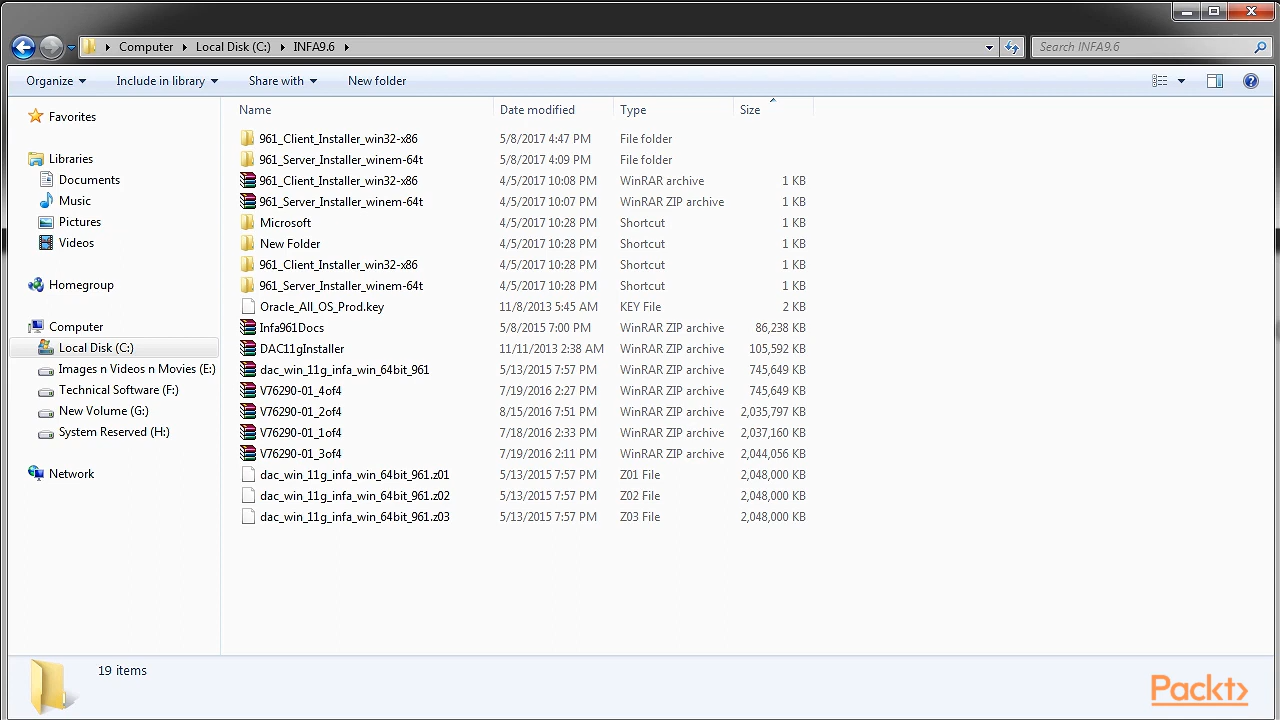 Computer Local Disk (C:) INFA9.6 Search INFA9.6
Organize Include in library Share with New folder
Name Date modified Type Size
Favorites
Libraries
Documents
Music
Pictures
Videos
Homegroup
Computer
Local Disk (C:)
Images n Videos n Movies (E:)
Technical Software (F:)
New Volume (G:)
System Reserved (H:)
Network
961_Client_Installer_win32-x86 5/8/2017 4:47 PM File folder
961_Server_Installer_winem-64t 5/8/2017 4:09 PM File folder
961_Client_Installer_win32-x86 4/5/2017 10:08 PM WinRAR archive 1 KB
961_Server_Installer_winem-64t 4/5/2017 10:07 PM WinRAR ZIP archive 1 KB
Microsoft 4/5/2017 10:28 PM Shortcut 1 KB
New Folder 4/5/2017 10:28 PM Shortcut 1 KB
961_Client_Installer_win32-x86 4/5/2017 10:28 PM Shortcut 1 KB
961_Server_Installer_winem-64t 4/5/2017 10:28 PM Shortcut 1 KB
Oracle_All_OS_Prod.key 11/8/2013 5:45 AM KEY File 2 KB
Infa961Docs 5/8/2015 7:00 PM WinRAR ZIP archive 86,238 KB
DAC11gInstaller 11/11/2013 2:38 AM WinRAR ZIP archive 105,592 KB
dac_win_11g_infa_win_64bit_961 5/13/2015 7:57 PM WinRAR ZIP archive 745,649 KB
V76290-01_4of4 7/19/2016 2:27 PM WinRAR ZIP archive 745,649 KB
V76290-01_2of4 8/15/2016 7:51 PM WinRAR ZIP archive 2,035,797 KB
V76290-01_1of4 7/18/2016 2:33 PM WinRAR ZIP archive 2,037,160 KB
V76290-01_3of4 7/19/2016 2:11 PM WinRAR ZIP archive 2,044,056 KB
dac_win_11g_infa_win_64bit_961.z01 5/13/2015 7:57 PM Z01 File 2,048,000 KB
dac_win_11g_infa_win_64bit_961.z02 5/13/2015 7:57 PM Z02 File 2,048,000 KB
dac_win_11g_infa_win_64bit_961.z03 5/13/2015 7:57 PM Z03 File 2,048,000 KB
19 items
Packt